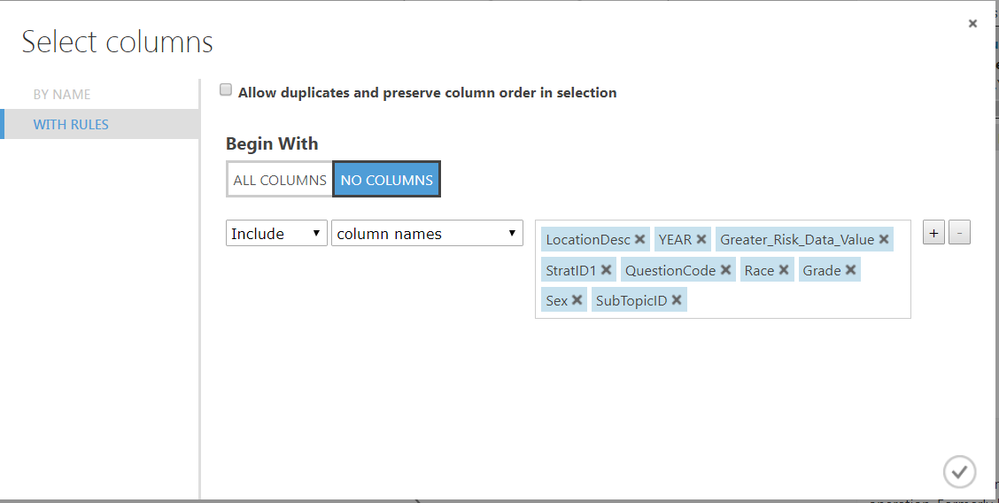 Select columns
BY NAME
WITH RULES
Allow duplicates and preserve column order in selection
Begin With
ALL COLUMNS NO COLUMNS
Include column names
LocationDesc YEAR Greater_Risk_Data_Value
StratID1 QuestionCode Race Grade
Sex SubTopicID
+ -